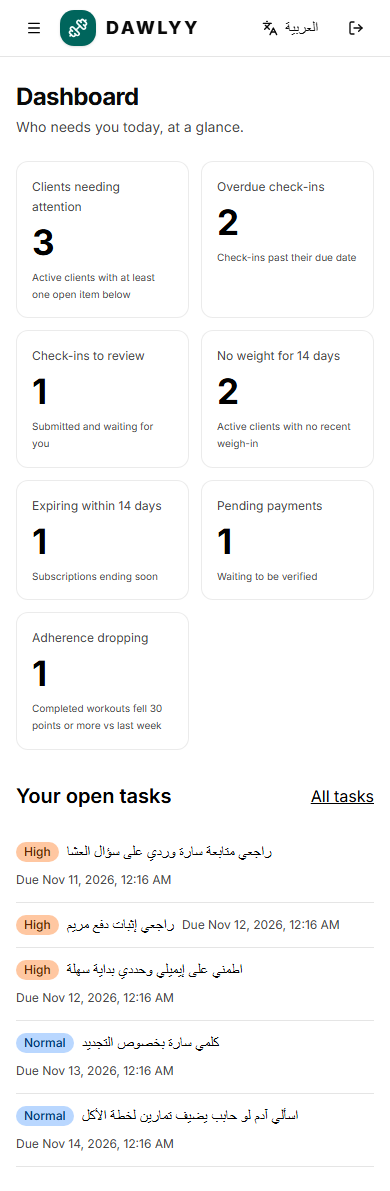 DAWLYY
العربية
Dashboard
Who needs you today, at a glance.
Clients needing
attention
3
Active clients with at least
one open item below
Overdue check-ins
2
Check-ins past their due date
Check-ins to review
1
Submitted and waiting for
you
No weight for 14 days
2
Active clients with no recent
weigh-in
Expiring within 14 days
1
Subscriptions ending soon
Pending payments
1
Waiting to be verified
Adherence dropping
1
Completed workouts fell 30
points or more vs last week
Your open tasks
All tasks
High راجعي متابعة سارة وردي على سؤال العشا
Due Nov 11, 2026, 12:16 AM
High راجعي إثبات دفع مريم Due Nov 12, 2026, 12:16 AM
High اطمني على إيميلي وحددي بداية سهلة
Due Nov 12, 2026, 12:16 AM
Normal كلمي سارة بخصوص التجديد
Due Nov 13, 2026, 12:16 AM
Normal اسألي آدم لو حابب يضيف تمارين لخطة الأكل
Due Nov 14, 2026, 12:16 AM